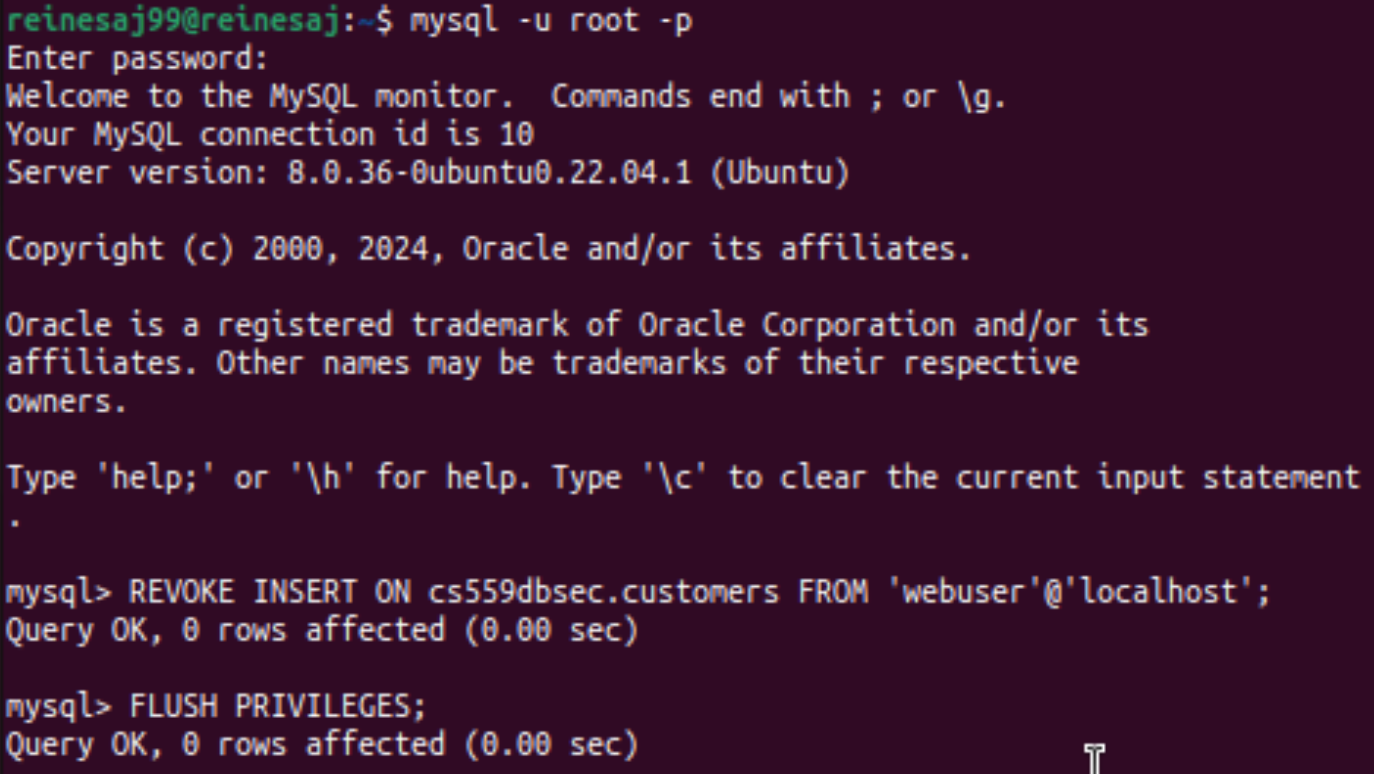 reinesaj99@reinesaj:~$ mysql -u root -p
Enter password:
Welcome to the MySQL monitor.  Commands end with ; or \g.
Your MySQL connection id is 10
Server version: 8.0.36-0ubuntu0.22.04.1 (Ubuntu)
Copyright (c) 2000, 2024, Oracle and/or its affiliates.
Oracle is a registered trademark of Oracle Corporation and/or its
affiliates. Other names may be trademarks of their respective
owners.
Type 'help;' or '\h' for help. Type '\c' to clear the current input statement
.
mysql> REVOKE INSERT ON cs559dbsec.customers FROM 'webuser'@'localhost';
Query OK, 0 rows affected (0.00 sec)
mysql> FLUSH PRIVILEGES;
Query OK, 0 rows affected (0.00 sec)